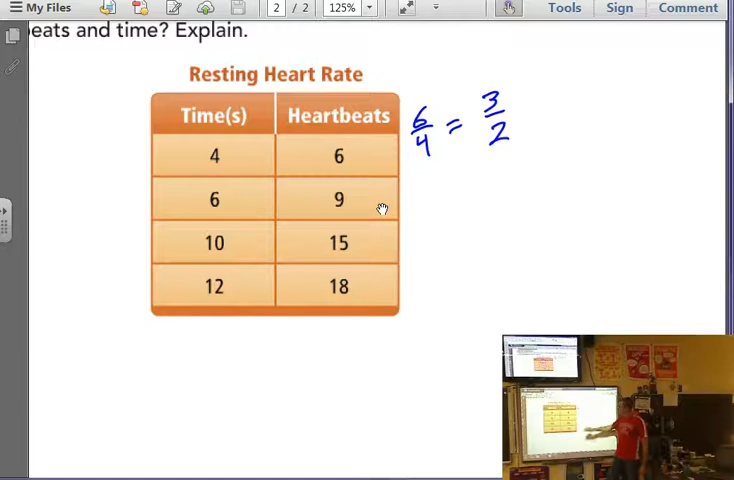 My Files 2 / 2 125% Tools Sign Comment
beats and time? Explain.
Resting Heart Rate
Time(s) Heartbeats
4 6
6 9
10 15
12 18
6/4 = 3/2